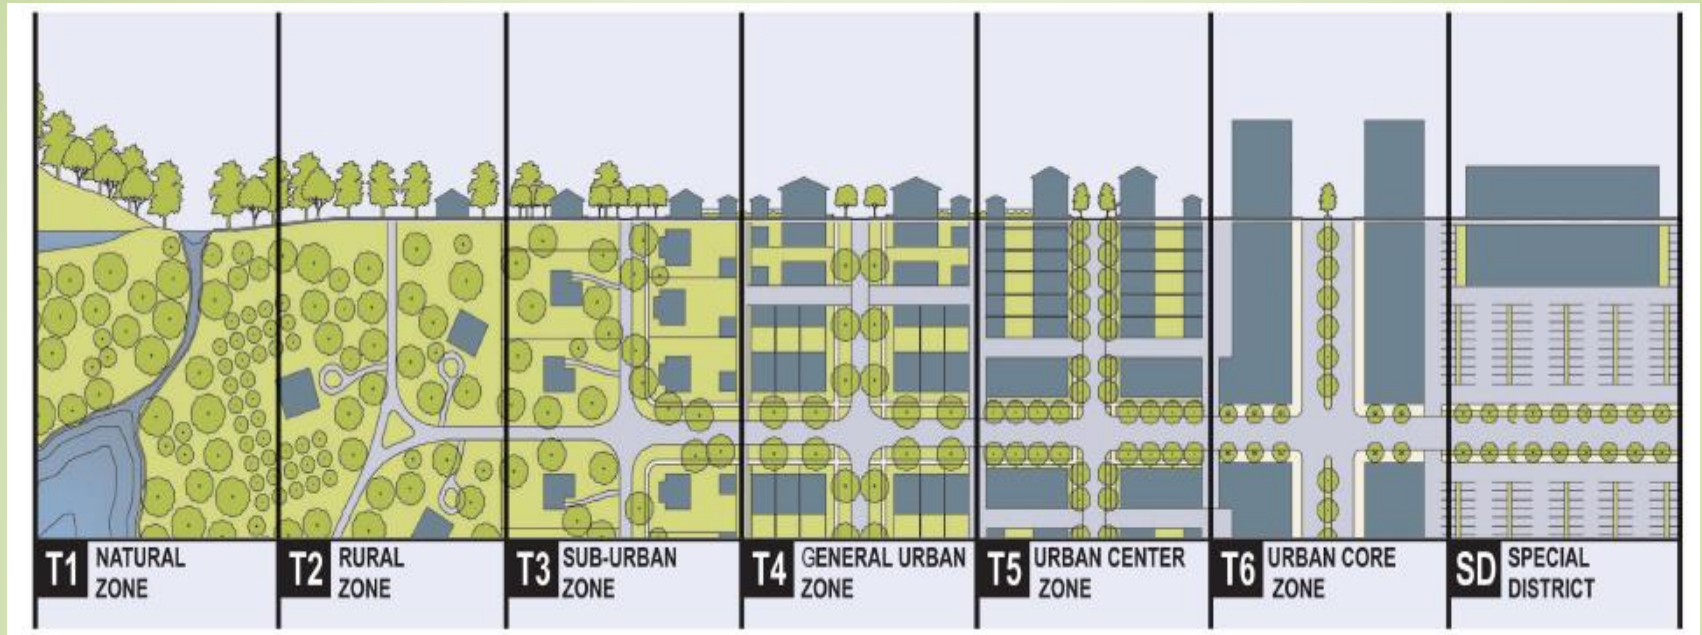 T1 NATURAL
ZONE
T2 RURAL
ZONE
T3 SUB-URBAN
ZONE
T4 GENERAL URBAN
ZONE
T5 URBAN CENTER
ZONE
T6 URBAN CORE
ZONE
SD SPECIAL
DISTRICT